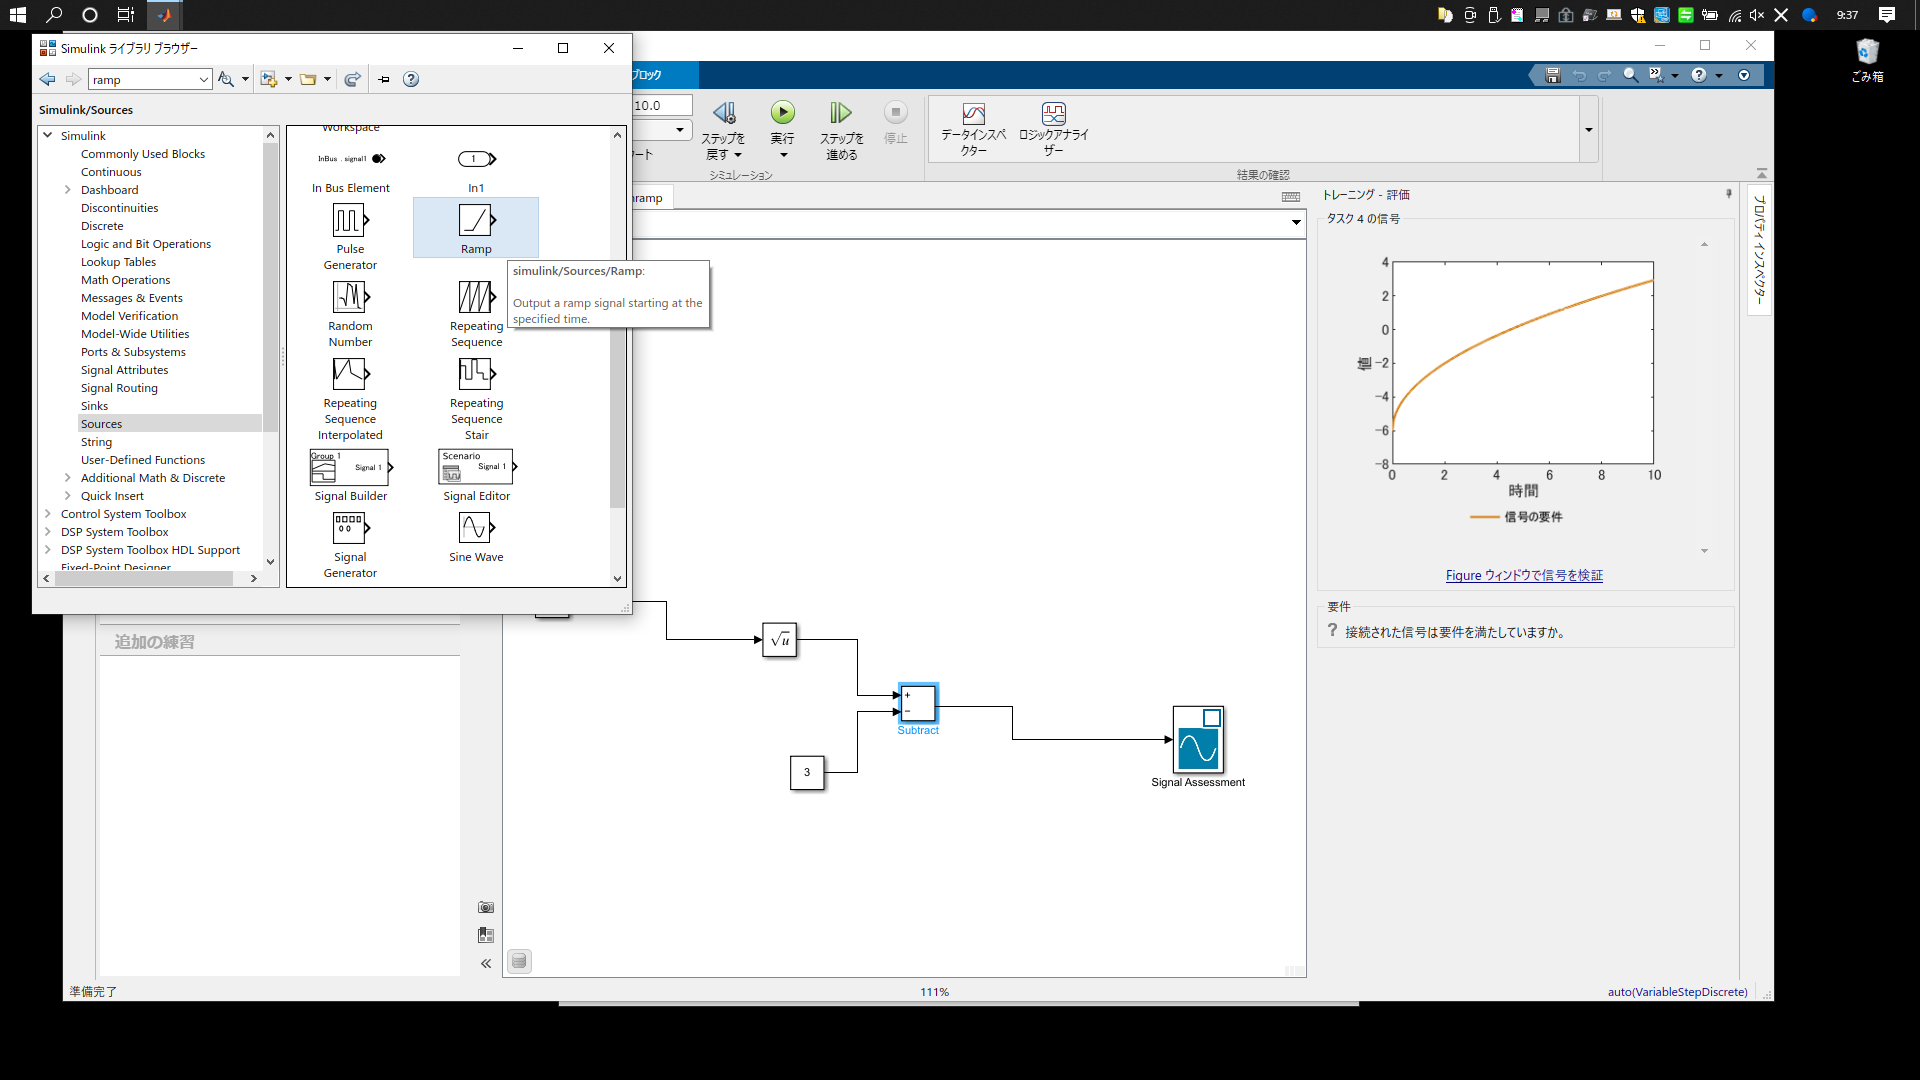 9:37
ごみ箱
Simulink ライブラリ ブラウザー
ramp
Simulink/Sources
Simulink
Commonly Used Blocks
Continuous
Dashboard
Discontinuities
Discrete
Logic and Bit Operations
Lookup Tables
Math Operations
Messages & Events
Model Verification
Model-Wide Utilities
Ports & Subsystems
Signal Attributes
Signal Routing
Sinks
Sources
String
User-Defined Functions
Additional Math & Discrete
Quick Insert
Control System Toolbox
DSP System Toolbox
DSP System Toolbox HDL Support
Fixed-Point Designer
Workspace
InBus . signal1
In Bus Element
1
In1
Pulse
Generator
Ramp
simulink/Sources/Ramp:
Output a ramp signal starting at the
specified time.
Random
Number
Repeating
Sequence
Repeating
Sequence
Interpolated
Repeating
Sequence
Stair
Group 1
Signal 1
Signal Builder
Scenario
Signal 1
Signal Editor
Signal
Generator
Sine Wave
ブロック
10.0
ート
ステップを
戻す
実行
ステップを
進める
停止
シミュレーション
データ インスペ
クター
ロジック アナライ
ザー
結果の確認
ramp
トレーニング - 評価
タスク 4 の信号
4
2
0
−2
−4
−6
−8
値
0
2
4
6
8
10
時間
信号の要件
Figure ウィンドウで信号を検証
要件
? 接続された信号は要件を満たしていますか。
プロパティ インスペクター
追加の練習
√u
+
−
Subtract
3
Signal Assessment
準備完了
111%
auto(VariableStepDiscrete)